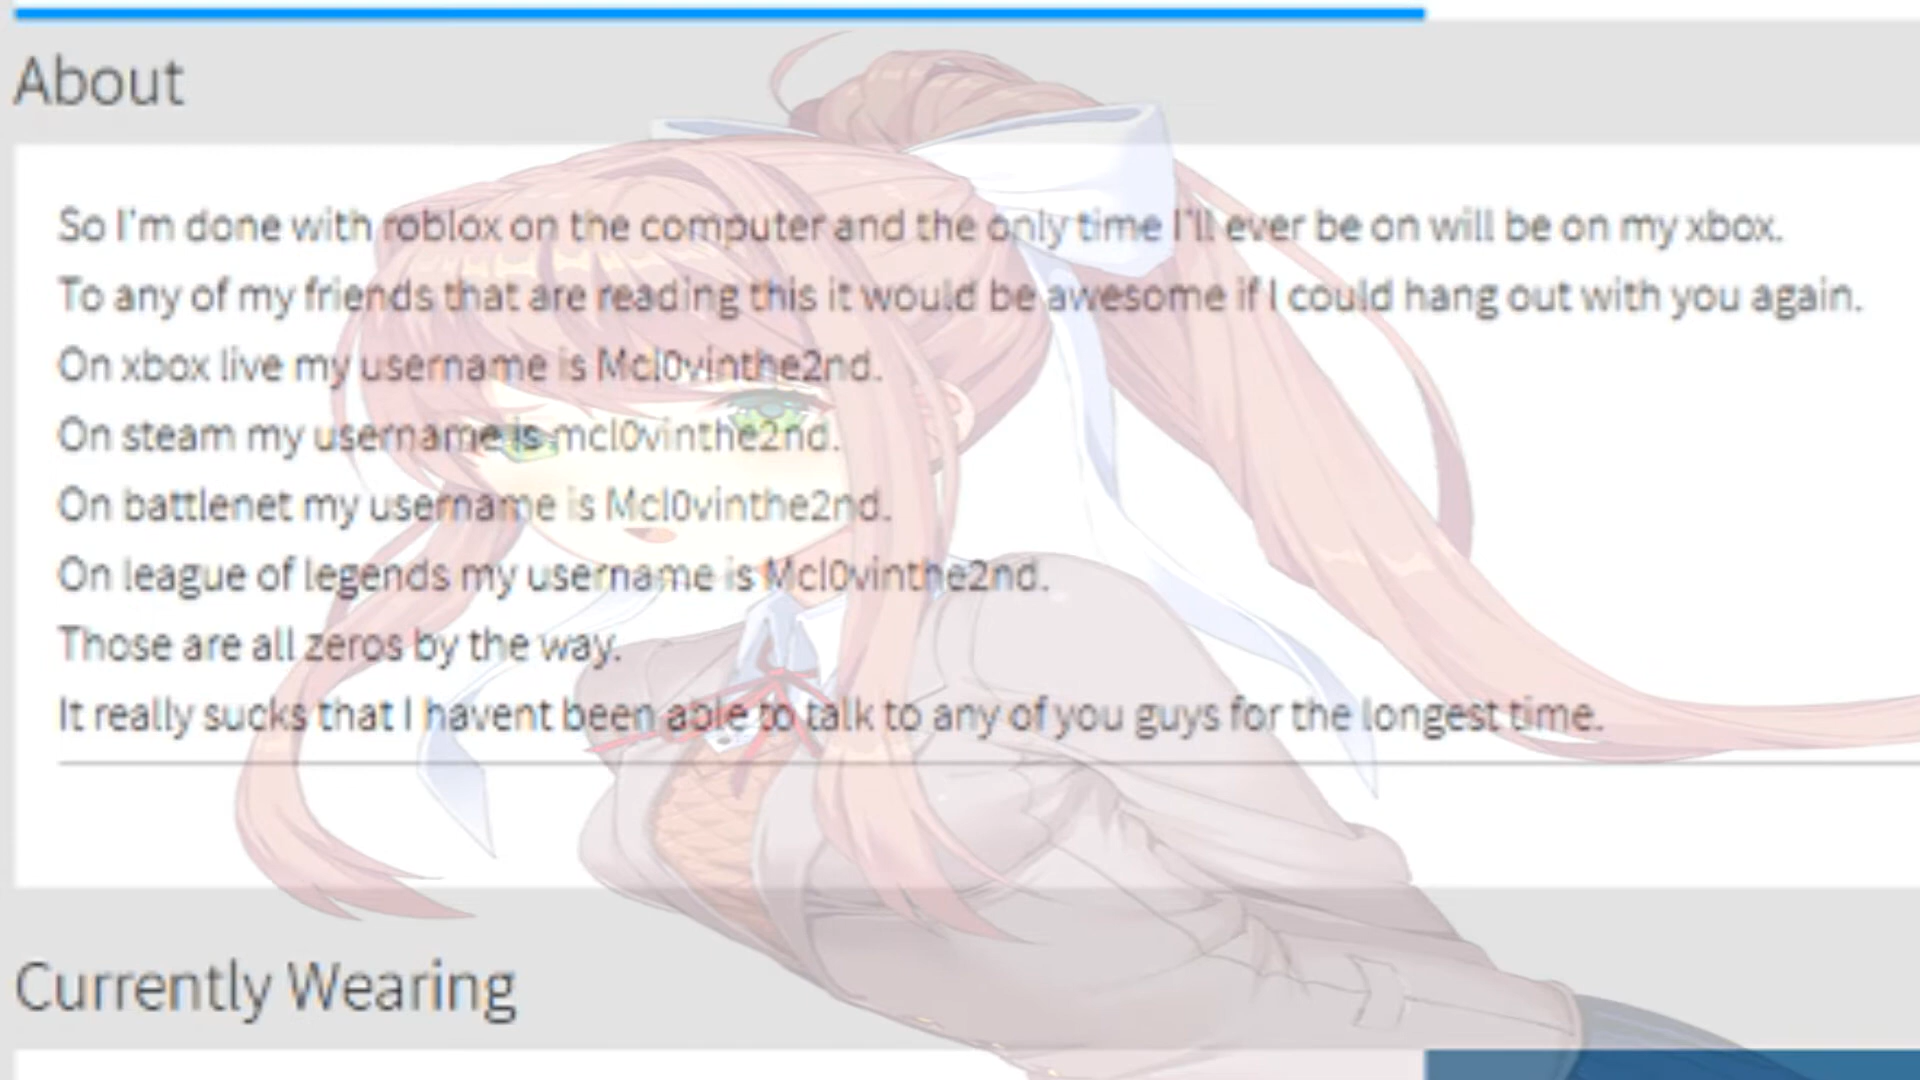 About
So I'm done with roblox on the computer and the only time I'll ever be on will be on my xbox.
To any of my friends that are reading this it would be awesome if I could hang out with you again.
On xbox live my username is Mcl0vinthe2nd.
On steam my username is mcl0vinthe2nd.
On battlenet my username is Mcl0vinthe2nd.
On league of legends my username is Mcl0vinthe2nd.
Those are all zeros by the way.
It really sucks that I havent been able to talk to any of you guys for the longest time.
Currently Wearing